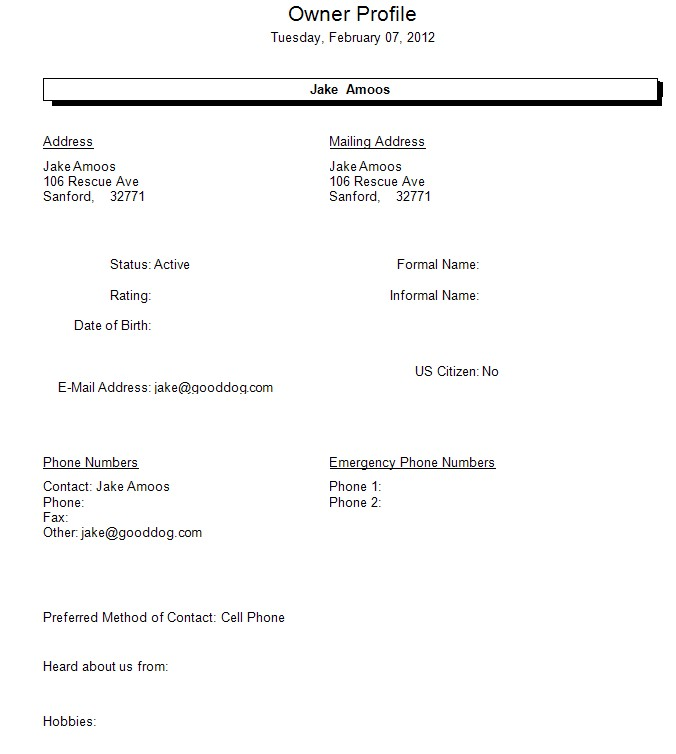 Owner Profile
Tuesday, February 07, 2012
Jake Amoos
Address
Jake Amoos
106 Rescue Ave
Sanford, 32771
Mailing Address
Jake Amoos
106 Rescue Ave
Sanford, 32771
Status: Active
Formal Name:
Rating:
Informal Name:
Date of Birth:
US Citizen: No
E-Mail Address: jake@gooddog.com
Phone Numbers
Contact: Jake Amoos
Phone:
Fax:
Other: jake@gooddog.com
Emergency Phone Numbers
Phone 1:
Phone 2:
Preferred Method of Contact: Cell Phone
Heard about us from:
Hobbies: